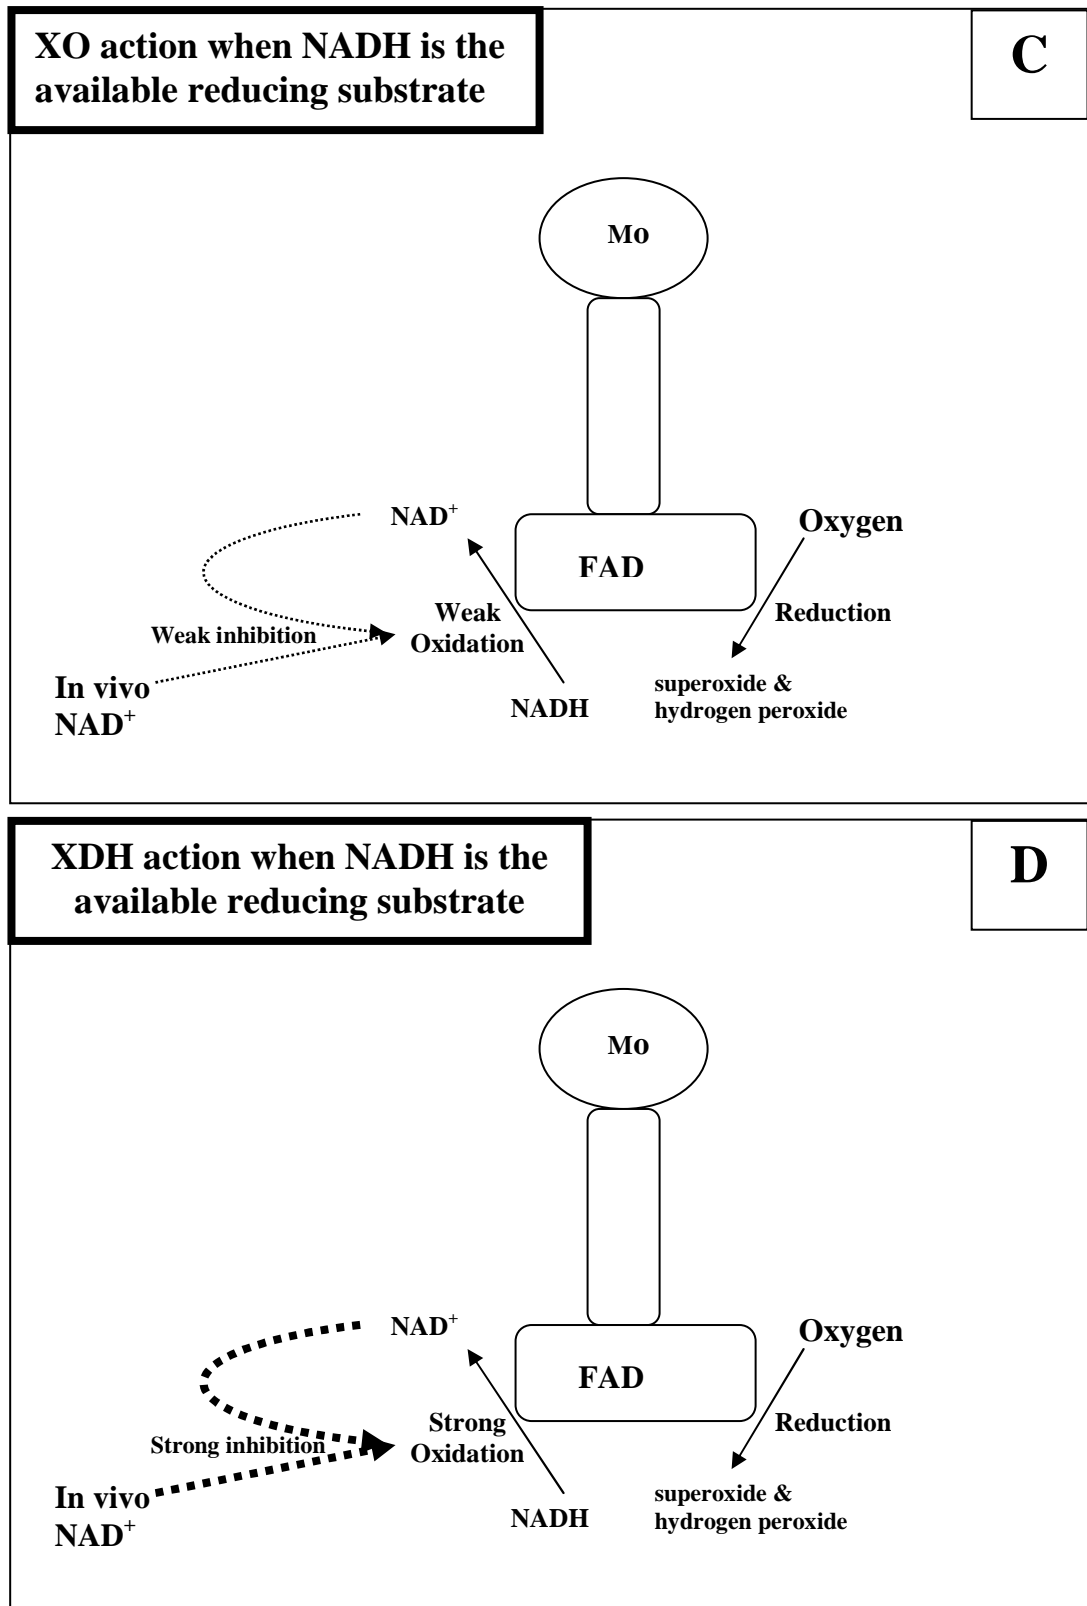 XO action when NADH is the
available reducing substrate
C
Mo
NAD⁺
Oxygen
FAD
Weak
Oxidation
Reduction
Weak inhibition
In vivo
NAD⁺
NADH
superoxide &
hydrogen peroxide
XDH action when NADH is the
available reducing substrate
D
Mo
NAD⁺
Oxygen
FAD
Strong
Oxidation
Reduction
Strong inhibition
In vivo
NAD⁺
NADH
superoxide &
hydrogen peroxide